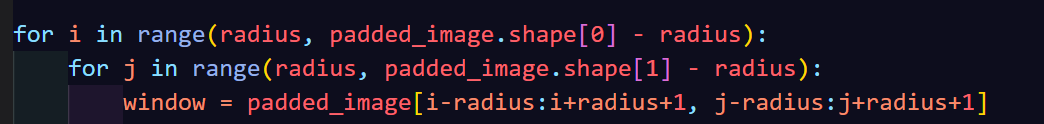 for i in range(radius, padded_image.shape[0] - radius):
    for j in range(radius, padded_image.shape[1] - radius):
        window = padded_image[i-radius:i+radius+1, j-radius:j+radius+1]